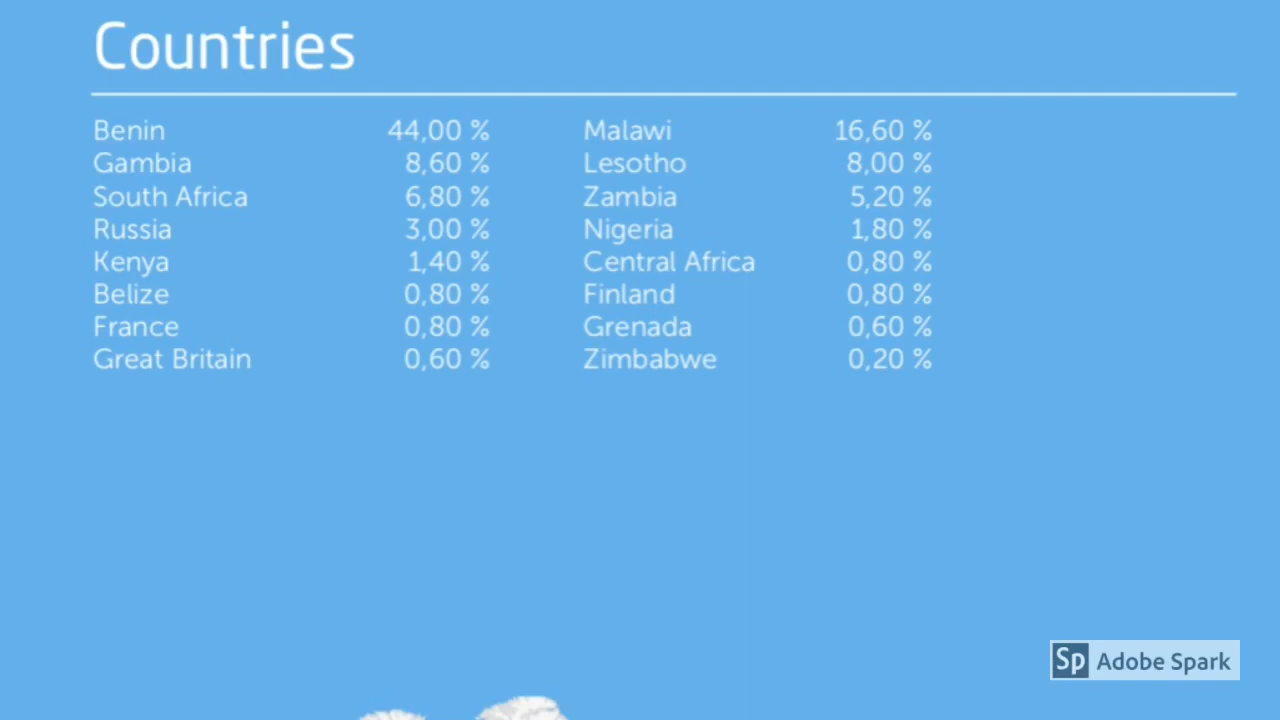 Countries
Benin 44,00 % Malawi 16,60 %
Gambia 8,60 % Lesotho 8,00 %
South Africa 6,80 % Zambia 5,20 %
Russia 3,00 % Nigeria 1,80 %
Kenya 1,40 % Central Africa 0,80 %
Belize 0,80 % Finland 0,80 %
France 0,80 % Grenada 0,60 %
Great Britain 0,60 % Zimbabwe 0,20 %
Sp Adobe Spark